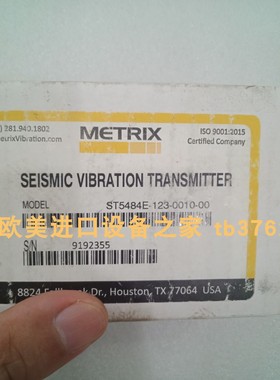 ) 281.940.1802
etrixVibration.com
METRIX
ISO 9001:2015
Certified Company
SEISMIC VIBRATION TRANSMITTER
MODEL ST5484E-123-0010-00
欧美进口设备之家 tb376
S/N 9192355
8824 Dr., Houston, TX 77064 USA